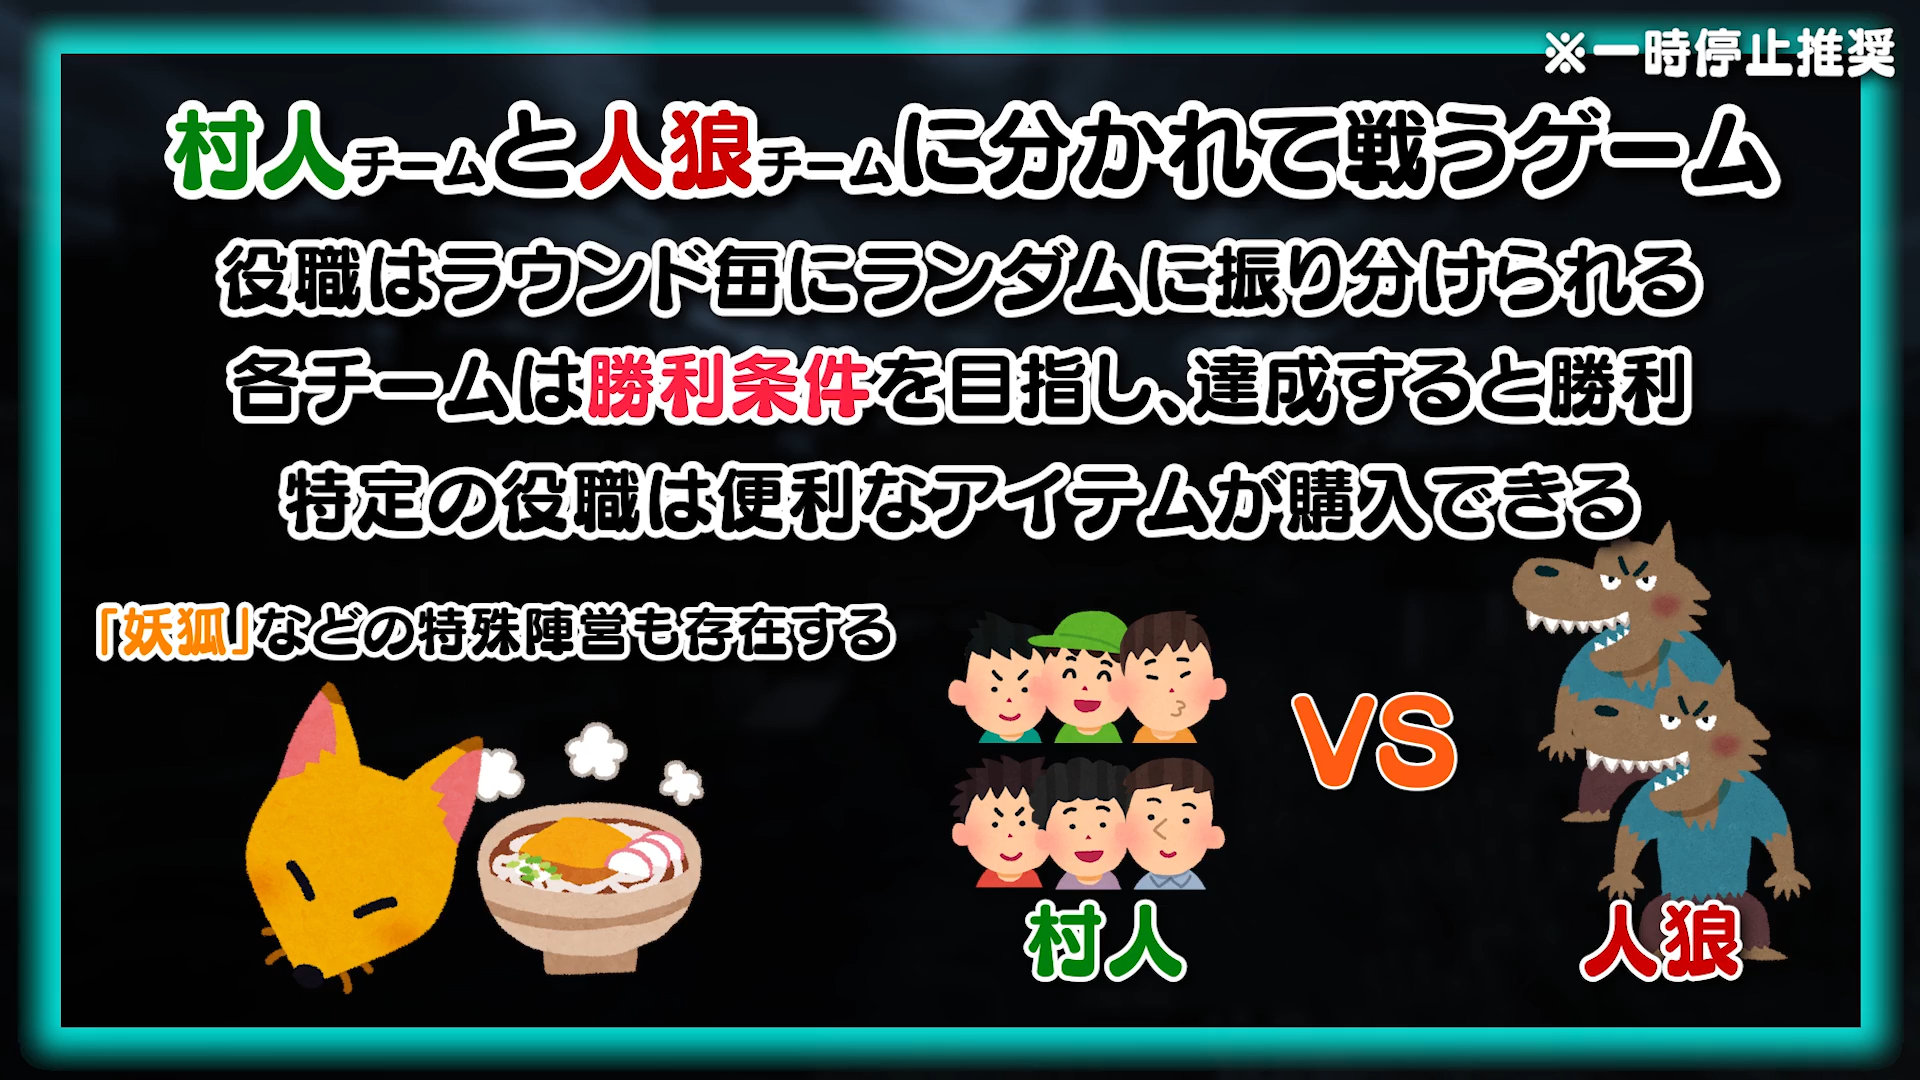 ※一時停止推奨
村人チームと人狼チームに分かれて戦うゲーム
役職はラウンド毎にランダムに振り分けられる
各チームは勝利条件を目指し、達成すると勝利
特定の役職は便利なアイテムが購入できる
「妖狐」などの特殊陣営も存在する
VS
村人
人狼